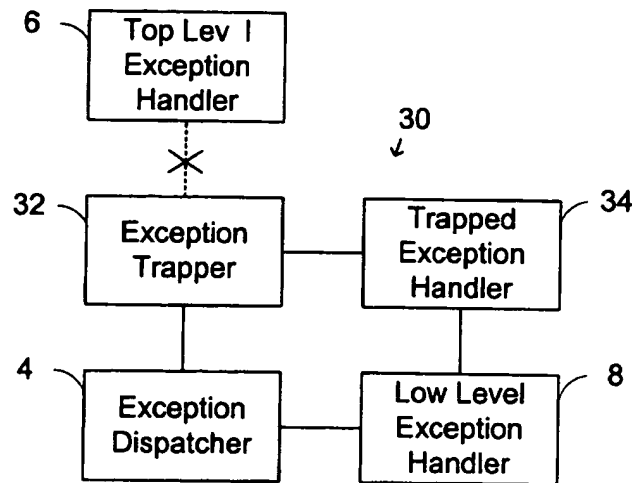 6
Top Lev l
Exception
Handler
30
32
Exception
Trapper
34
Trapped
Exception
Handler
4
Exception
Dispatcher
8
Low Level
Exception
Handler